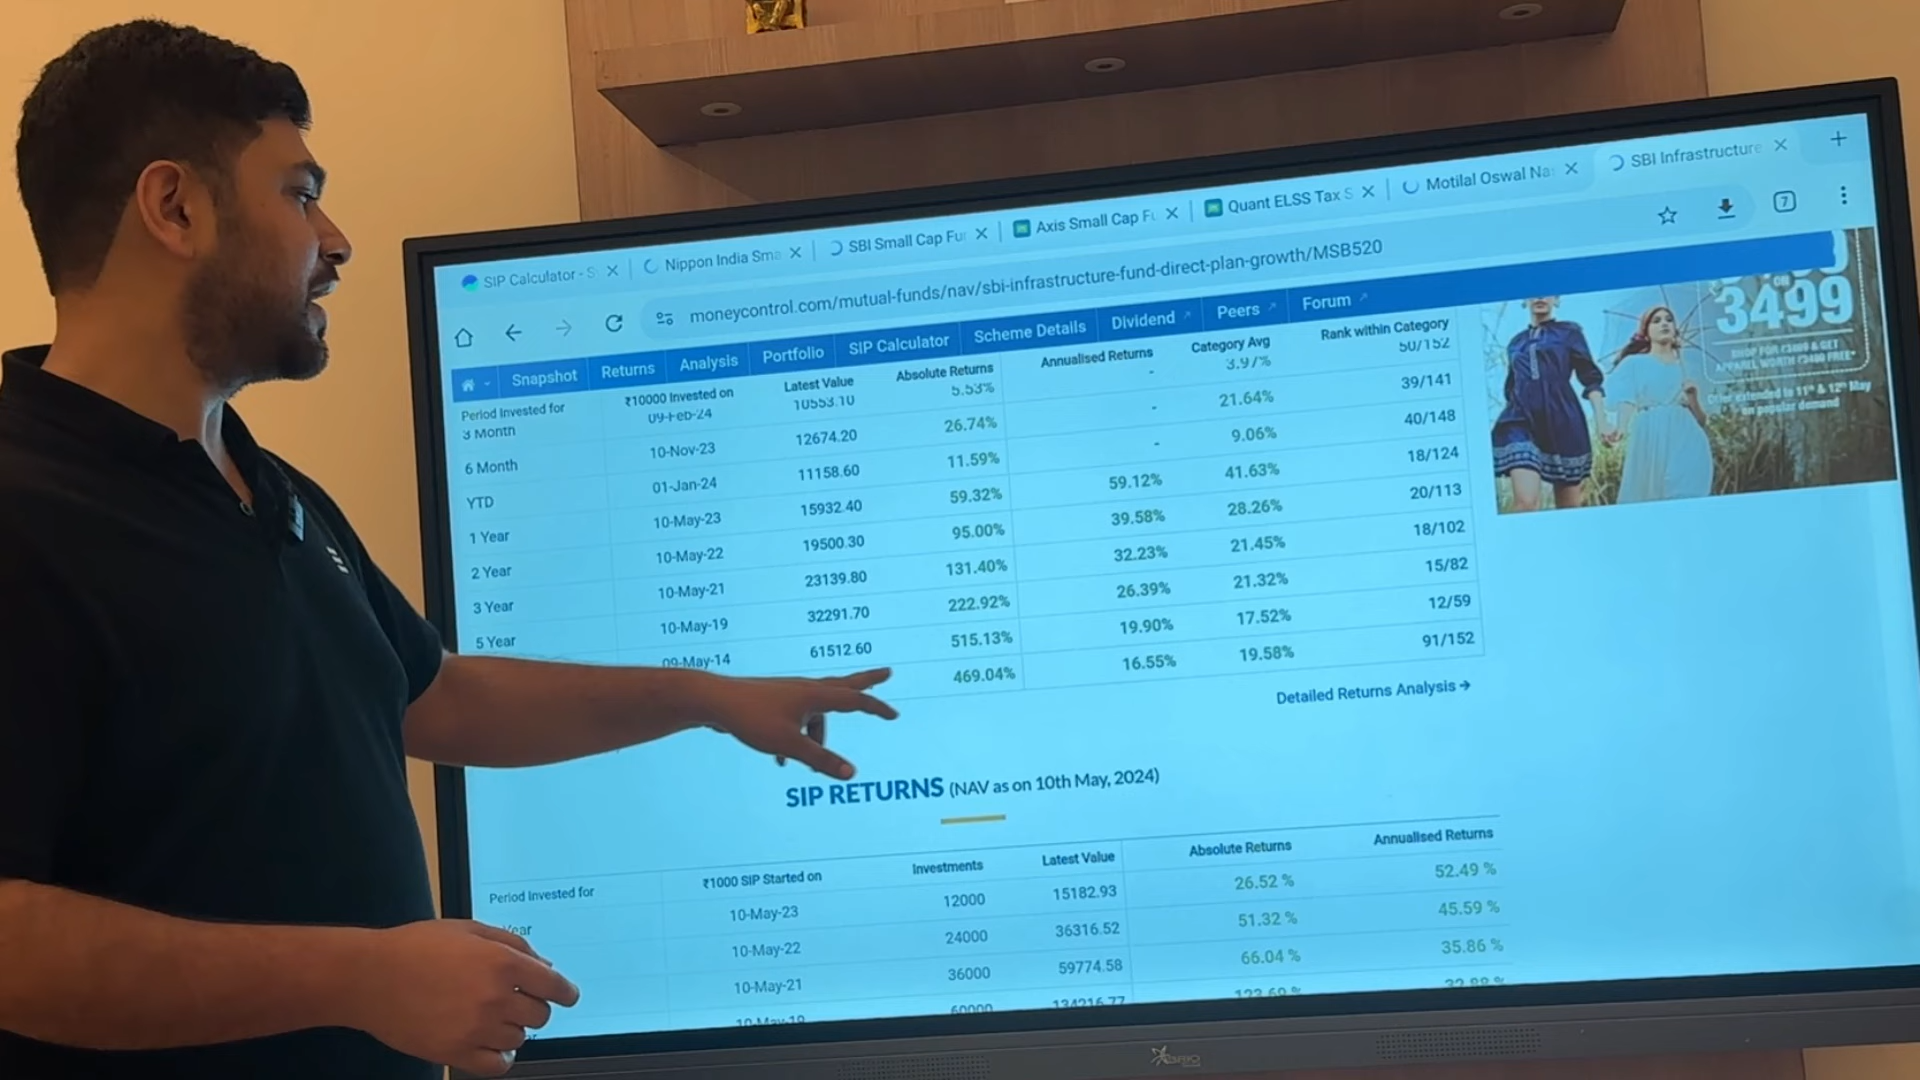 SIP Calculator - S
Nippon India Sma
SBI Small Cap Fu
Axis Small Cap Fu
Quant ELSS Tax S
Motilal Oswal Na
SBI Infrastructure
moneycontrol.com/mutual-funds/nav/sbi-infrastructure-fund-direct-plan-growth/MSB520
7
Snapshot Returns Analysis Portfolio SIP Calculator Scheme Details Dividend Peers Forum
Period Invested for ₹10000 Invested on Latest Value Absolute Returns Annualised Returns Category Avg Rank within Category
3 Month 09-Feb-24 10553.10 5.53% - 3.97% 50/152
6 Month 10-Nov-23 12674.20 26.74% - 21.64% 39/141
YTD 01-Jan-24 11158.60 11.59% - 9.06% 40/148
1 Year 10-May-23 15932.40 59.32% 59.12% 41.63% 18/124
2 Year 10-May-22 19500.30 95.00% 39.58% 28.26% 20/113
3 Year 10-May-21 23139.80 131.40% 32.23% 21.45% 18/102
5 Year 10-May-19 32291.70 222.92% 26.39% 21.32% 15/82
09-May-14 61512.60 515.13% 19.90% 17.52% 12/59
469.04% 16.55% 19.58% 91/152
Detailed Returns Analysis →
3499
SIP RETURNS (NAV as on 10th May, 2024)
Period Invested for ₹1000 SIP Started on Investments Latest Value Absolute Returns Annualised Returns
Year 10-May-23 12000 15182.93 26.52 % 52.49 %
10-May-22 24000 36316.52 51.32 % 45.59 %
10-May-21 36000 59774.58 66.04 % 35.86 %
10-May-19 60000 134216.77